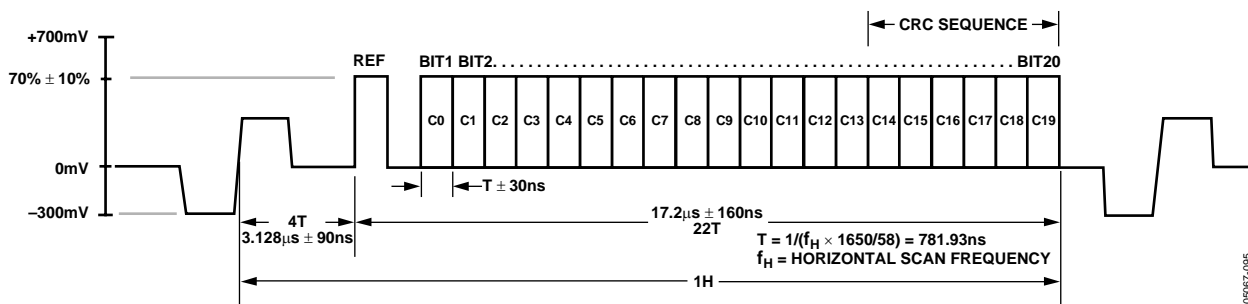 CRC SEQUENCE
+700mV
REF
BIT1 BIT2. . . . . . . . . . . . . . . . . . . . . . . . . . . . . . . . . . . . . . . . . . . . . . . . . . . . . . . . . . BIT20
70% ± 10%
C0 C1 C2 C3 C4 C5 C6 C7 C8 C9 C10 C11 C12 C13 C14 C15 C16 C17 C18 C19
0mV
T ± 30ns
–300mV
4T
3.128μs ± 90ns
17.2μs ± 160ns
22T
T = 1/(fH × 1650/58) = 781.93ns
fH = HORIZONTAL SCAN FREQUENCY
1H
05067-095